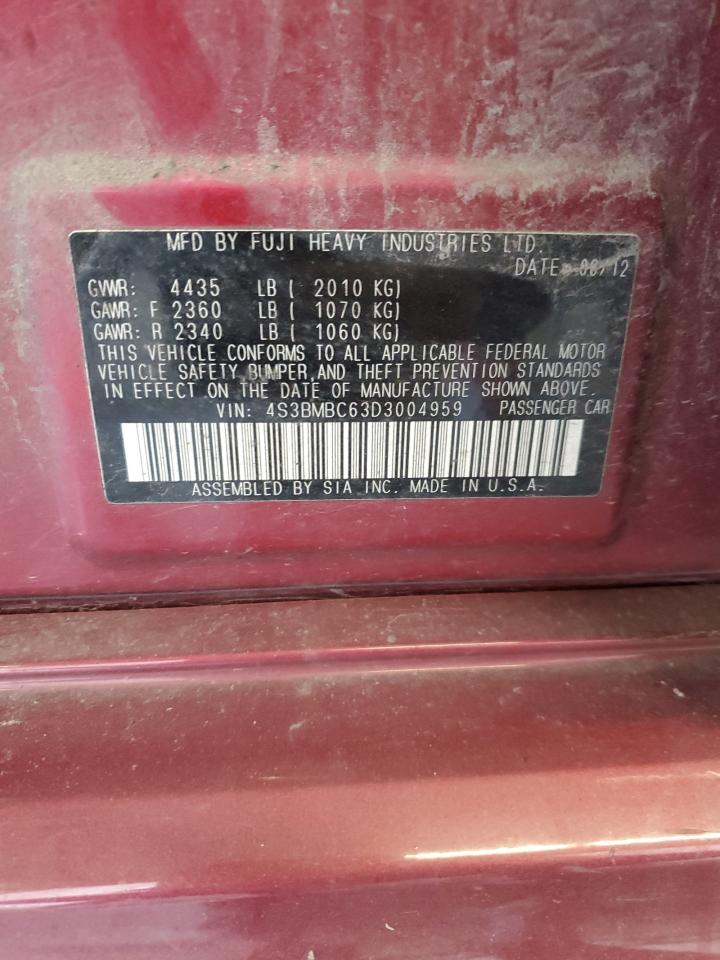 MFD BY FUJI HEAVY INDUSTRIES LTD.
DATE 08/12
GVWR: 4435 LB ( 2010 KG)
GAWR: F 2360 LB ( 1070 KG)
GAWR: R 2340 LB ( 1060 KG)
THIS VEHICLE CONFORMS TO ALL APPLICABLE FEDERAL MOTOR
VEHICLE SAFETY, BUMPER, AND THEFT PREVENTION STANDARDS
IN EFFECT ON THE DATE OF MANUFACTURE SHOWN ABOVE.
VIN: 4S3BMBC63D3004959 PASSENGER CAR
ASSEMBLED BY SIA INC. MADE IN U.S.A.